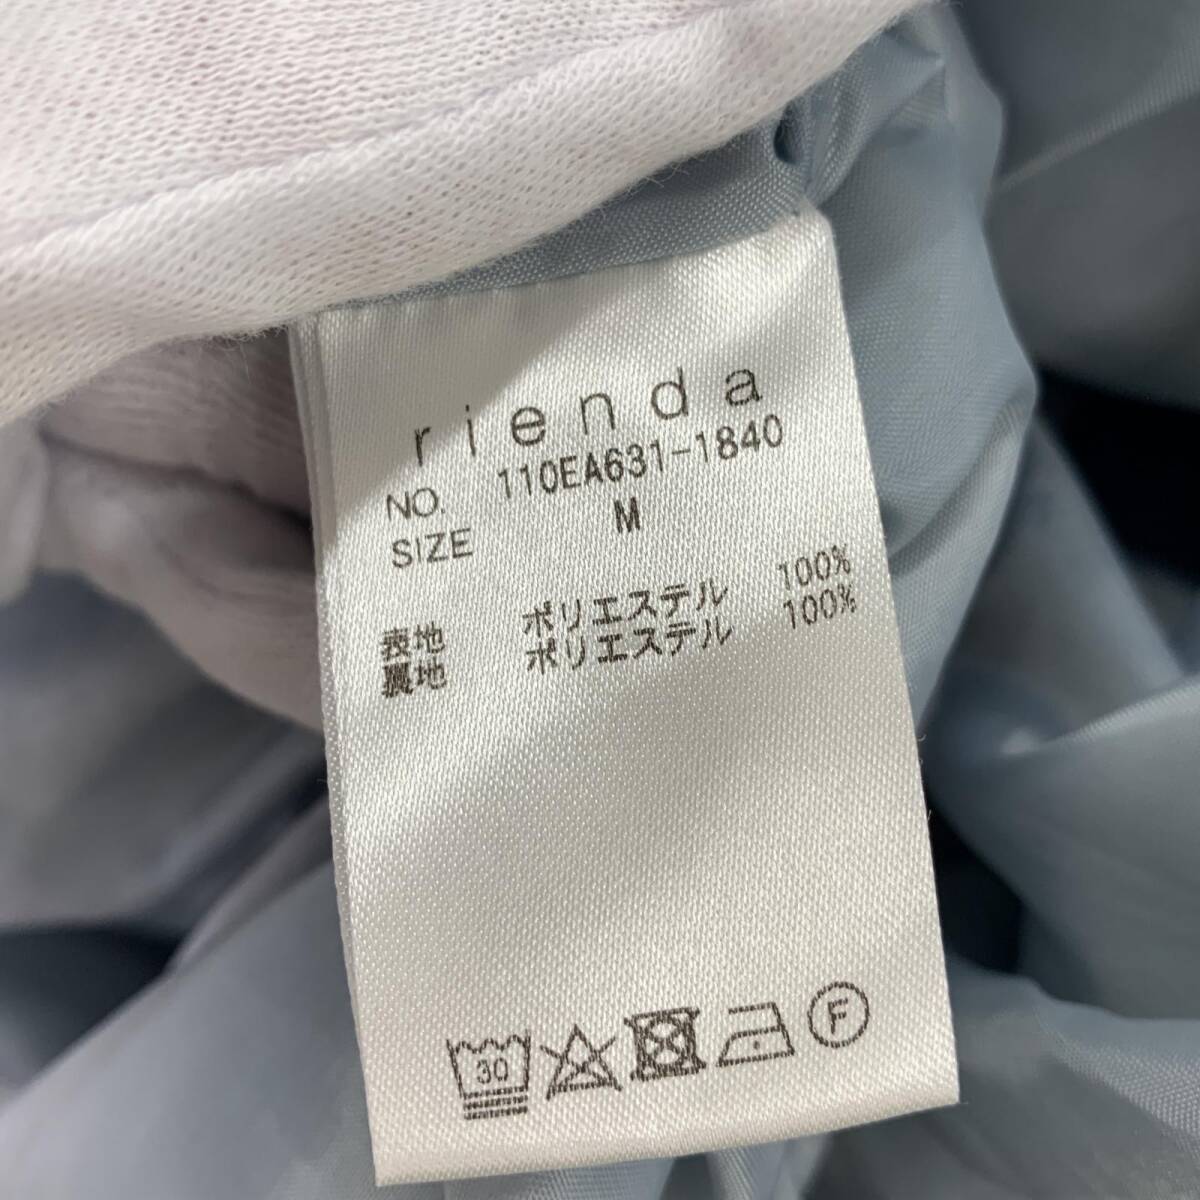 rienda
NO. 110EA631-1840
SIZE M
表地 ポリエステル 100%
裏地 ポリエステル 100%
30
F